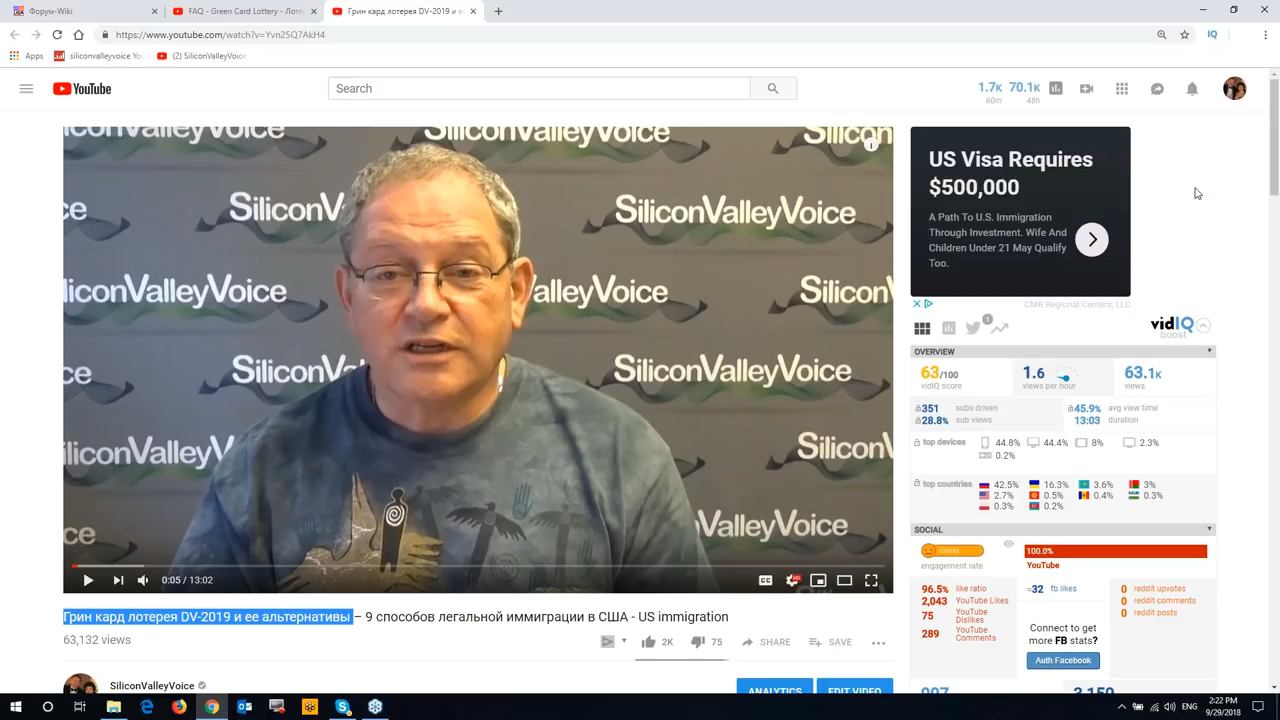 Форум-Wiki
FAQ - Green Card Lottery - Лоте
Грин кард лотерея DV-2019 и е
https://www.youtube.com/watch?v=Yvn25Q7AkH4
IQ
Apps
siliconvalleyvoice Yo
(2) SiliconValleyVoice
YouTube
Search
1.7K 70.1K
60m 48h
SiliconValleyVoice
SiliconV
SiliconValleyVoice
ValleyVoice
US Visa Requires
$500,000
A Path To U.S. Immigration
Through Investment. Wife And
Children Under 21 May Qualify
Too.
CMB Regional Centers, LLC
1
vidIQ
boost
OVERVIEW
63/100
vidIQ score
1.6
views per hour
63.1K
views
351 subs driven
28.8% sub views
45.9% avg view time
13:03 duration
top devices 44.8% 44.4% 8% 2.3%
0.2%
top countries 42.5% 16.3% 3.6% 3%
2.7% 0.5% 0.4% 0.3%
0.3% 0.2%
SOCIAL
Good
engagement rate
100.0%
YouTube
96.5% like ratio
2,043 YouTube Likes
75 YouTube Dislikes
289 YouTube Comments
≈32 fb likes
Connect to get
more FB stats?
Auth Facebook
0 reddit upvotes
0 reddit comments
0 reddit posts
0:05 / 13:02
CC
HD
Грин кард лотерея DV-2019 и ее альтернативы – 9 способов легальной иммиграции в США - US immigration
63,132 views
2K
75
SHARE
SAVE
SiliconValleyVoice
ANALYTICS
EDIT VIDEO
ENG
2:22 PM
9/29/2018